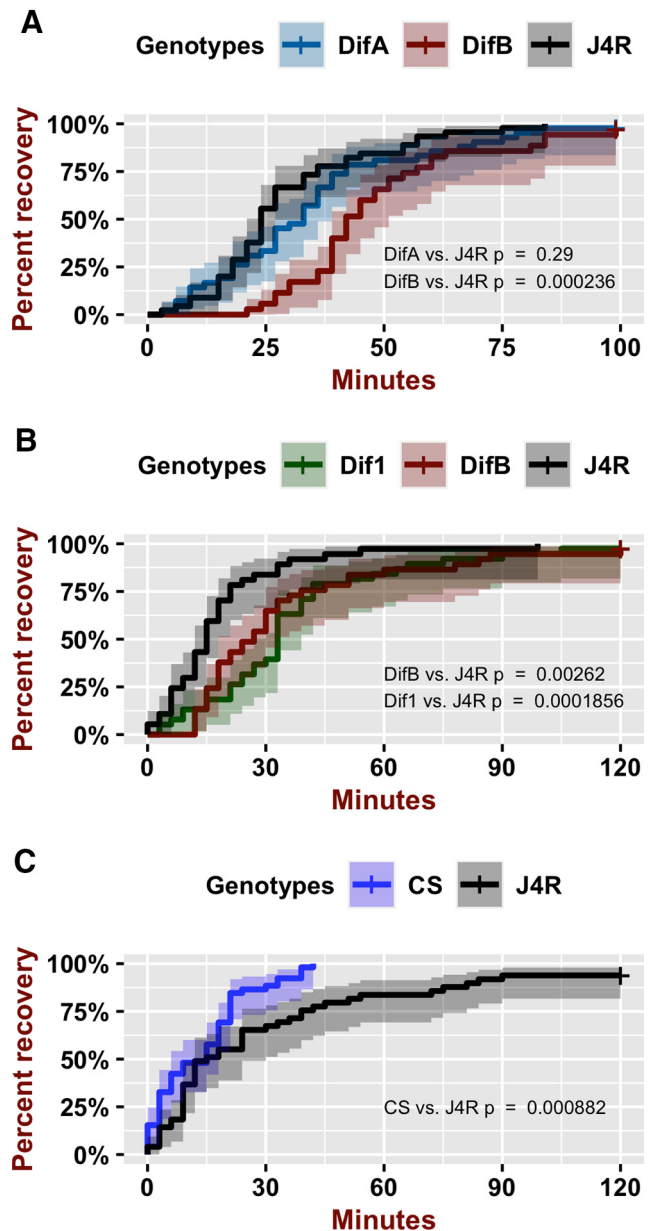 A
Genotypes DifA DifB J4R
100%
75%
50%
25%
0%
Percent recovery
DifA vs. J4R p = 0.29
DifB vs. J4R p = 0.000236
0 25 50 75 100
Minutes
B
Genotypes Dif1 DifB J4R
100%
75%
50%
25%
0%
Percent recovery
DifB vs. J4R p = 0.00262
Dif1 vs. J4R p = 0.0001856
0 30 60 90 120
Minutes
C
Genotypes CS J4R
100%
75%
50%
25%
0%
Percent recovery
CS vs. J4R p = 0.000882
0 30 60 90 120
Minutes